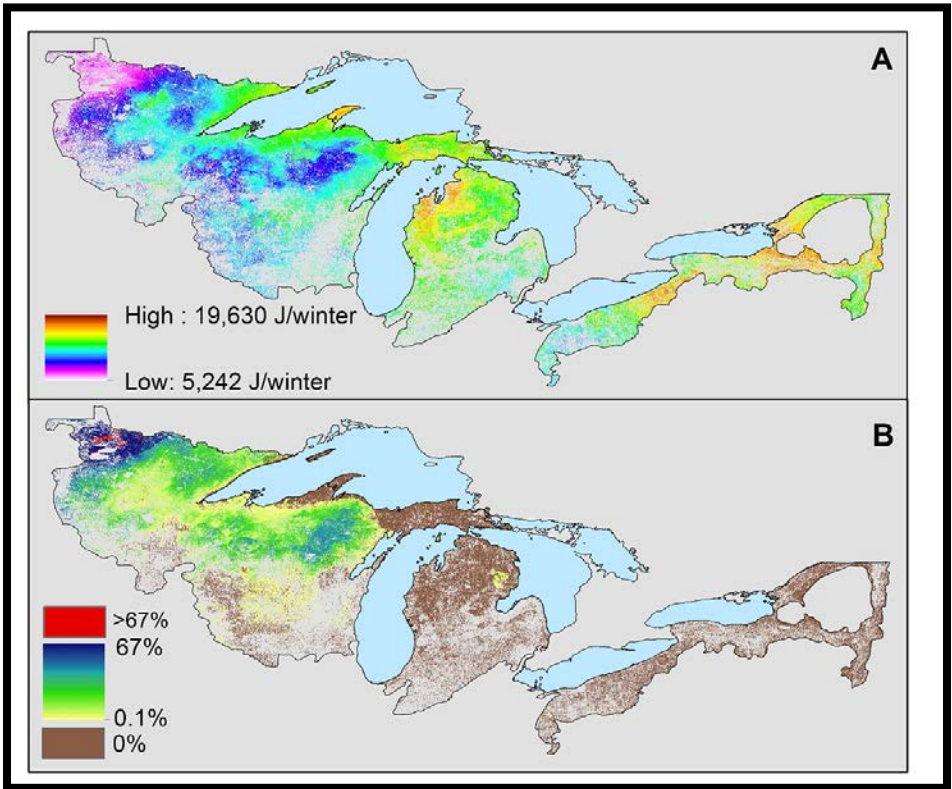 A
High : 19,630 J/winter
Low: 5,242 J/winter
B
>67%
67%
0.1%
0%